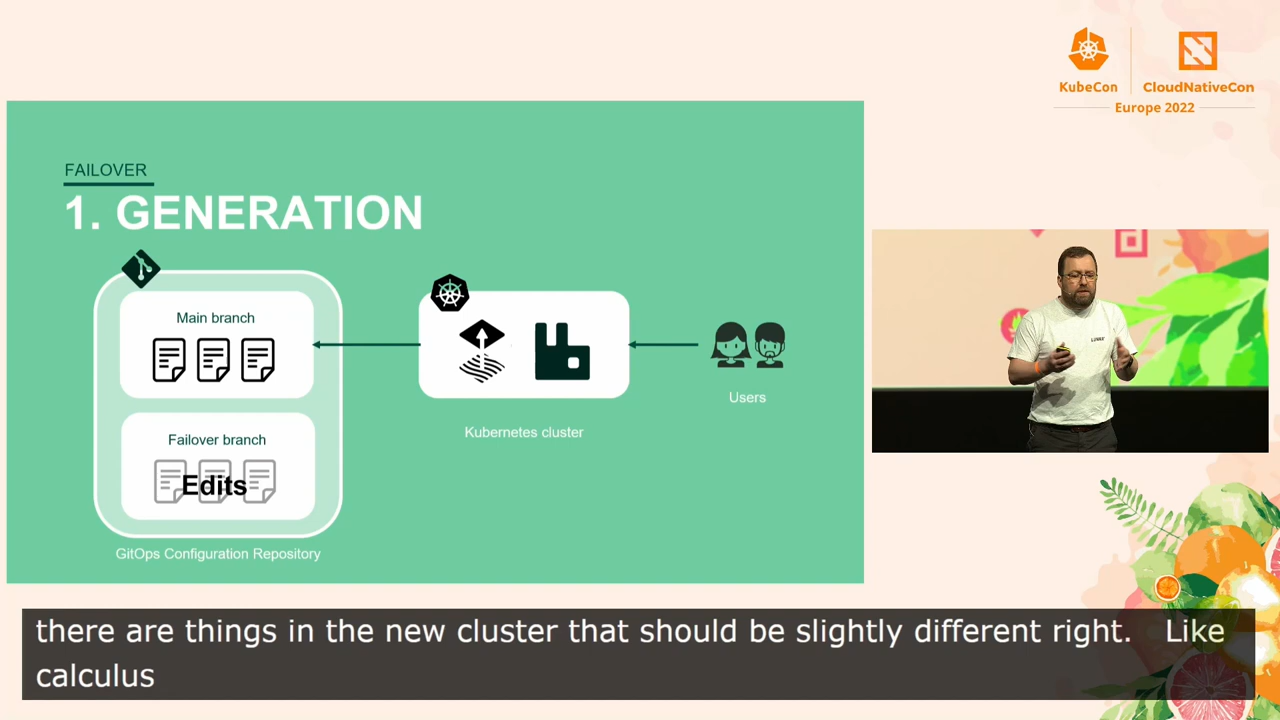 KubeCon
CloudNativeCon
Europe 2022
FAILOVER
1. GENERATION
Main branch
Failover branch
Edits
GitOps Configuration Repository
Kubernetes cluster
Users
there are things in the new cluster that should be slightly different right.  Like
calculus